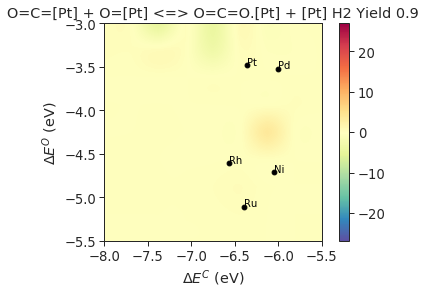 O=C=[Pt] + O=[Pt] <=> O=C=O.[Pt] + [Pt] H2 Yield 0.9
−3.0
−3.5
−4.0
−4.5
−5.0
−5.5
ΔE^O (eV)
Pt
Pd
Rh
Ni
Ru
−8.0 −7.5 −7.0 −6.5 −6.0 −5.5
ΔE^C (eV)
20
10
0
−10
−20